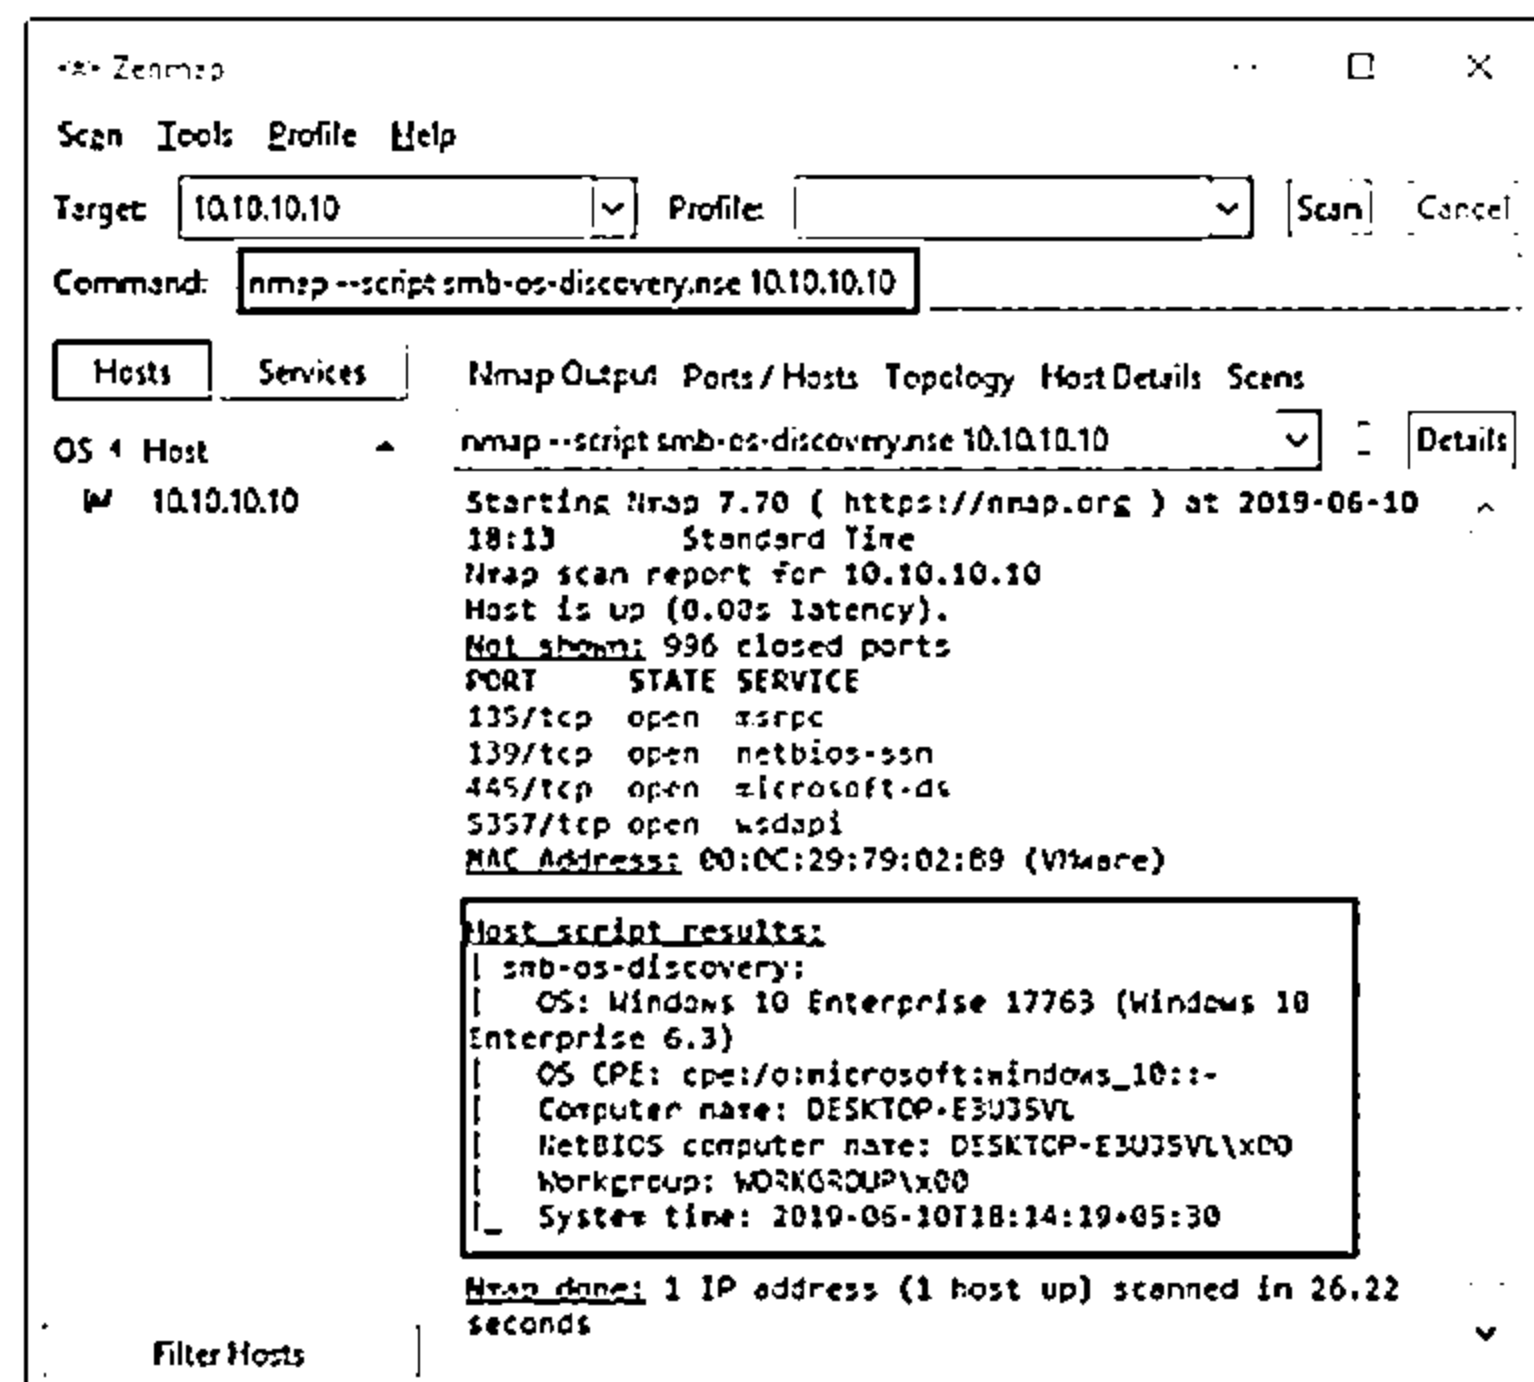 Zenmap
Scan Tools Profile Help
Target: 10.10.10.10 Profile: Scan Cancel
Command: nmap --script smb-os-discovery.nse 10.10.10.10
Hosts Services
OS Host
10.10.10.10
Filter Hosts
Nmap Output Ports / Hosts Topology Host Details Scans
nmap --script smb-os-discovery.nse 10.10.10.10 Details
Starting Nmap 7.70 ( https://nmap.org ) at 2019-06-10
18:13 Standard Time
Nmap scan report for 10.10.10.10
Host is up (0.00s latency).
Not shown: 996 closed ports
PORT STATE SERVICE
135/tcp open msrpc
139/tcp open netbios-ssn
445/tcp open microsoft-ds
5357/tcp open wsdapi
MAC Address: 00:0C:29:79:02:89 (VMware)
Host script results:
| smb-os-discovery:
| OS: Windows 10 Enterprise 17763 (Windows 10
Enterprise 6.3)
| OS CPE: cpe:/o:microsoft:windows_10::-
| Computer name: DESKTOP-E3U35VL
| NetBIOS computer name: DESKTOP-E3U35VL\x00
| Workgroup: WORKGROUP\x00
|_ System time: 2019-06-10T18:14:19+05:30
Nmap done: 1 IP address (1 host up) scanned in 26.22
seconds